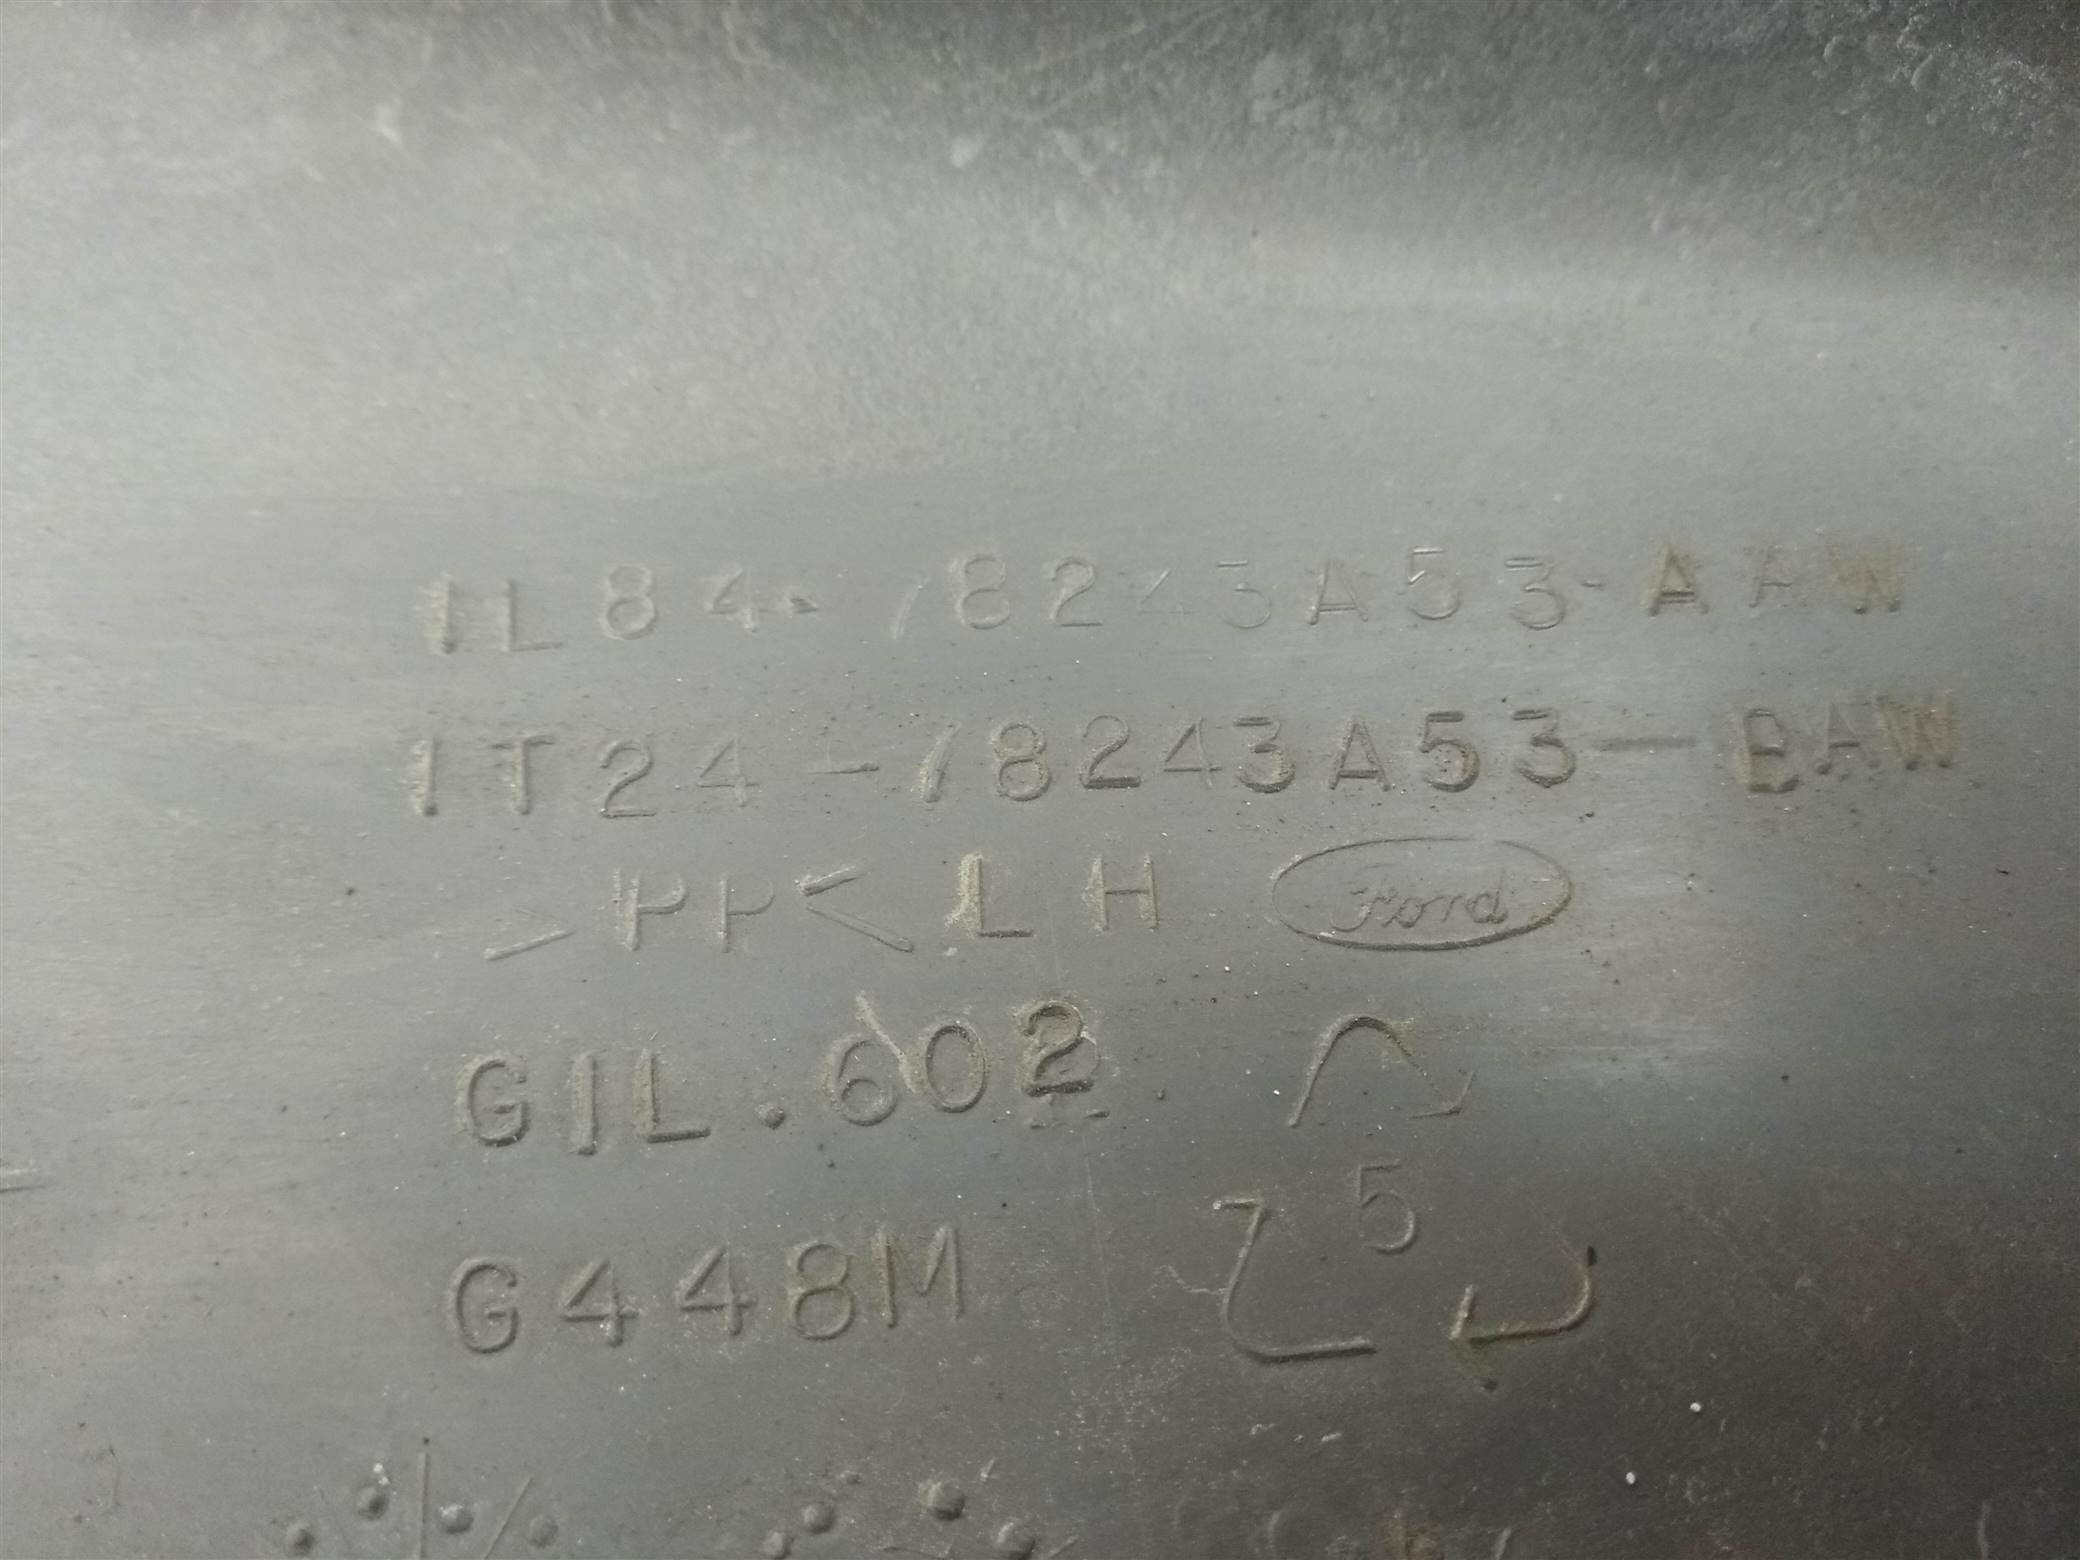 1L84-78243A53-AAW
1T24-78243A53-BAW
>PP< LH Ford
GIL.602
G448M
5